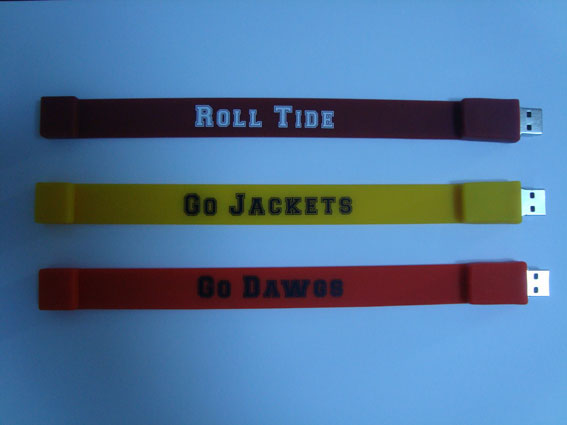 Roll Tide
Go Jackets
Go Dawgs